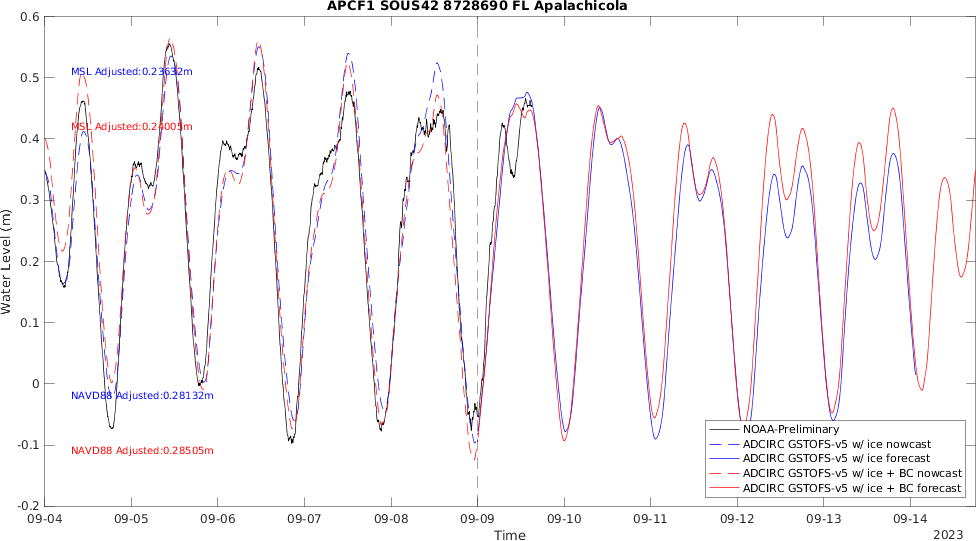 APCF1 SOUS42 8728690 FL Apalachicola
0.6
0.5
0.4
0.3
0.2
0.1
0
-0.1
-0.2
Water Level (m)
MSL Adjusted:0.23632m
MSL Adjusted:0.24005m
NAVD88 Adjusted:0.28132m
NAVD88 Adjusted:0.28505m
NOAA-Preliminary
ADCIRC GSTOFS-v5 w/ ice nowcast
ADCIRC GSTOFS-v5 w/ ice forecast
ADCIRC GSTOFS-v5 w/ ice + BC nowcast
ADCIRC GSTOFS-v5 w/ ice + BC forecast
09-04 09-05 09-06 09-07 09-08 09-09 09-10 09-11 09-12 09-13 09-14
Time
2023